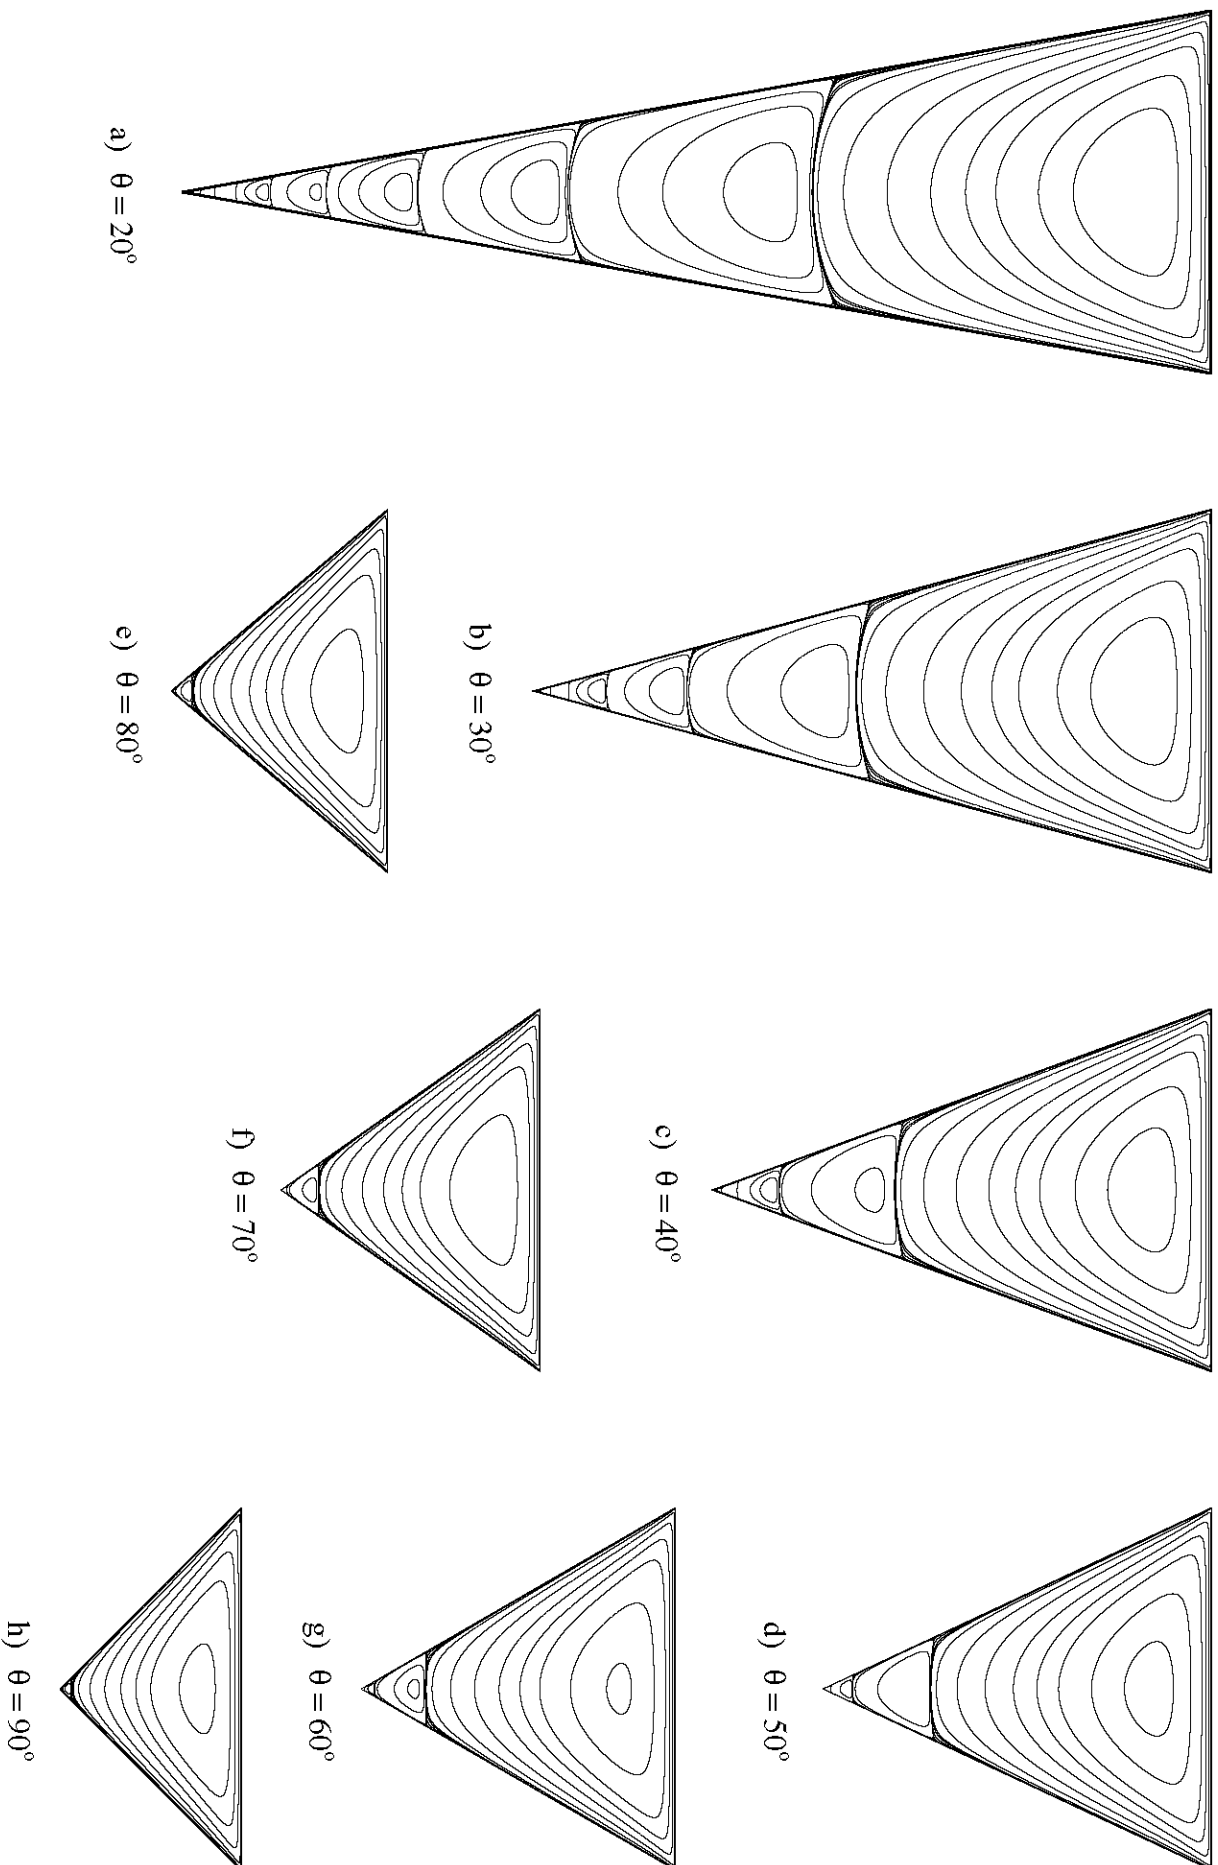 a) θ = 20°
b) θ = 30°
c) θ = 40°
d) θ = 50°
e) θ = 80°
f) θ = 70°
g) θ = 60°
h) θ = 90°